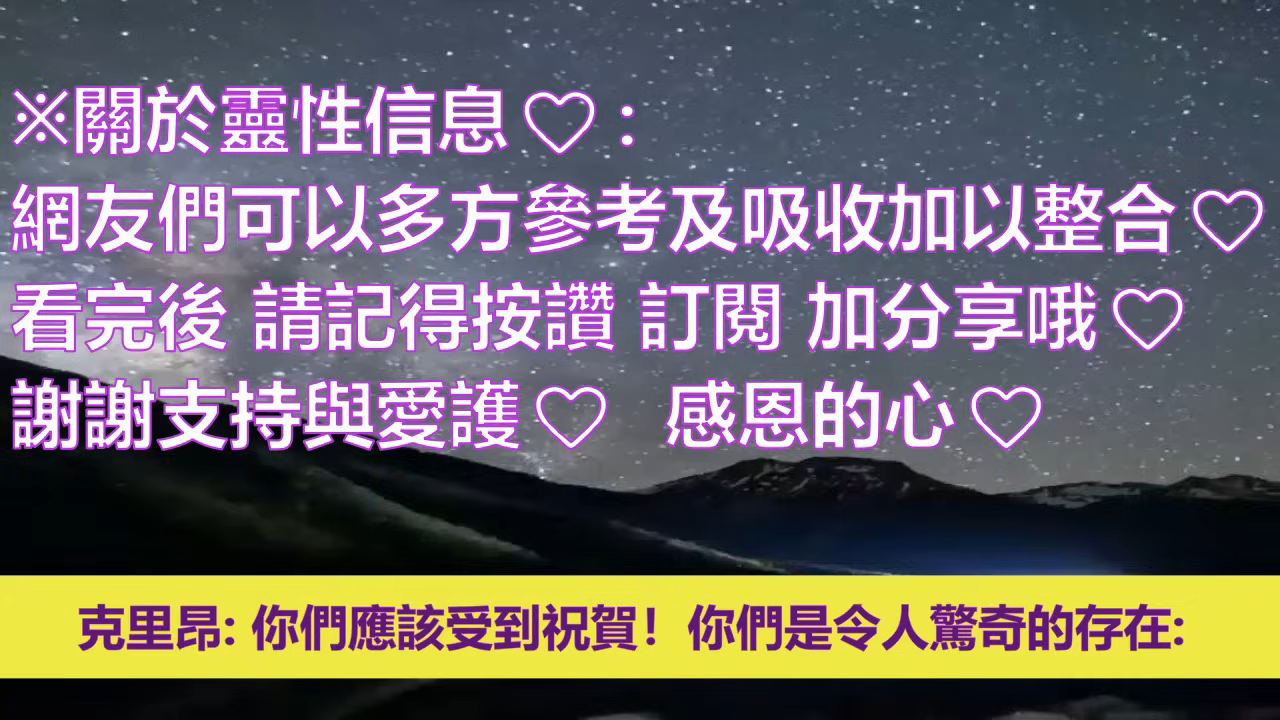 ※關於靈性信息♡:
網友們可以多方參考及吸收加以整合♡
看完後 請記得按讚 訂閱 加分享哦♡
謝謝支持與愛護♡ 感恩的心♡
克里昂: 你們應該受到祝賀！你們是令人驚奇的存在: